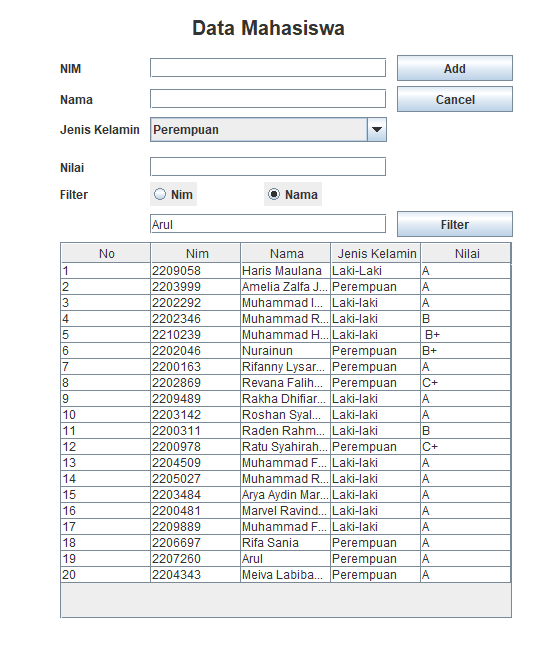 Data Mahasiswa
NIM Add
Nama Cancel
Jenis Kelamin Perempuan
Nilai
Filter Nim Nama
Arul Filter
No Nim Nama Jenis Kelamin Nilai
1 2209058 Haris Maulana Laki-Laki A
2 2203999 Amelia Zalfa J... Perempuan A
3 2202292 Muhammad I... Laki-laki A
4 2202346 Muhammad R... Laki-laki B
5 2210239 Muhammad H... Laki-laki B+
6 2202046 Nurainun Perempuan B+
7 2200163 Rifanny Lysar... Perempuan A
8 2202869 Revana Falih... Perempuan C+
9 2209489 Rakha Dhifiar... Laki-laki A
10 2203142 Roshan Syal... Laki-laki A
11 2200311 Raden Rahm... Laki-laki B
12 2200978 Ratu Syahirah... Perempuan C+
13 2204509 Muhammad F... Laki-laki A
14 2205027 Muhammad R... Laki-laki A
15 2203484 Arya Aydin Mar... Laki-laki A
16 2200481 Marvel Ravind... Laki-laki A
17 2209889 Muhammad F... Laki-laki A
18 2206697 Rifa Sania Perempuan A
19 2207260 Arul Perempuan A
20 2204343 Meiva Labiba... Perempuan A